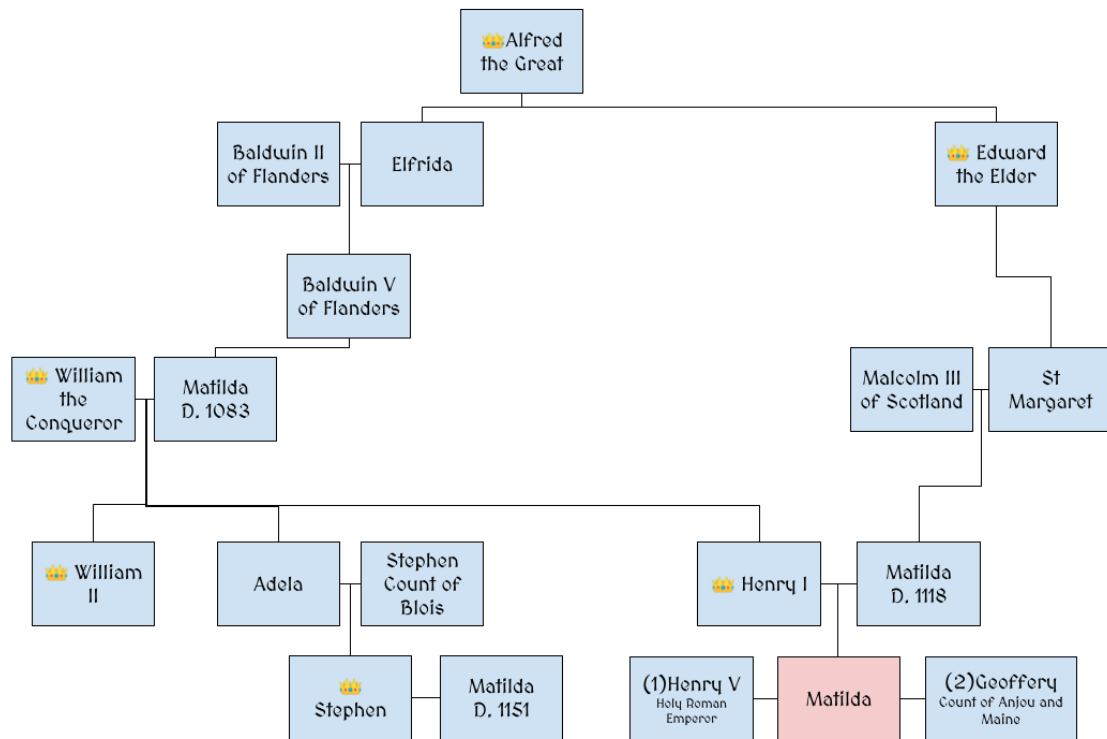 👑Alfred
the Great
Baldwin II
of Flanders
Elfrida
👑 Edward
the Elder
Baldwin V
of Flanders
👑 William
the
Conqueror
Matilda
D. 1083
Malcolm III
of Scotland
St
Margaret
👑 William
II
Adela
Stephen
Count of
Blois
👑 Henry I
Matilda
D. 1118
👑
Stephen
Matilda
D. 1151
(1)Henry V
Holy Roman
Emperor
Matilda
(2)Geoffery
Count of Anjou and
Maine